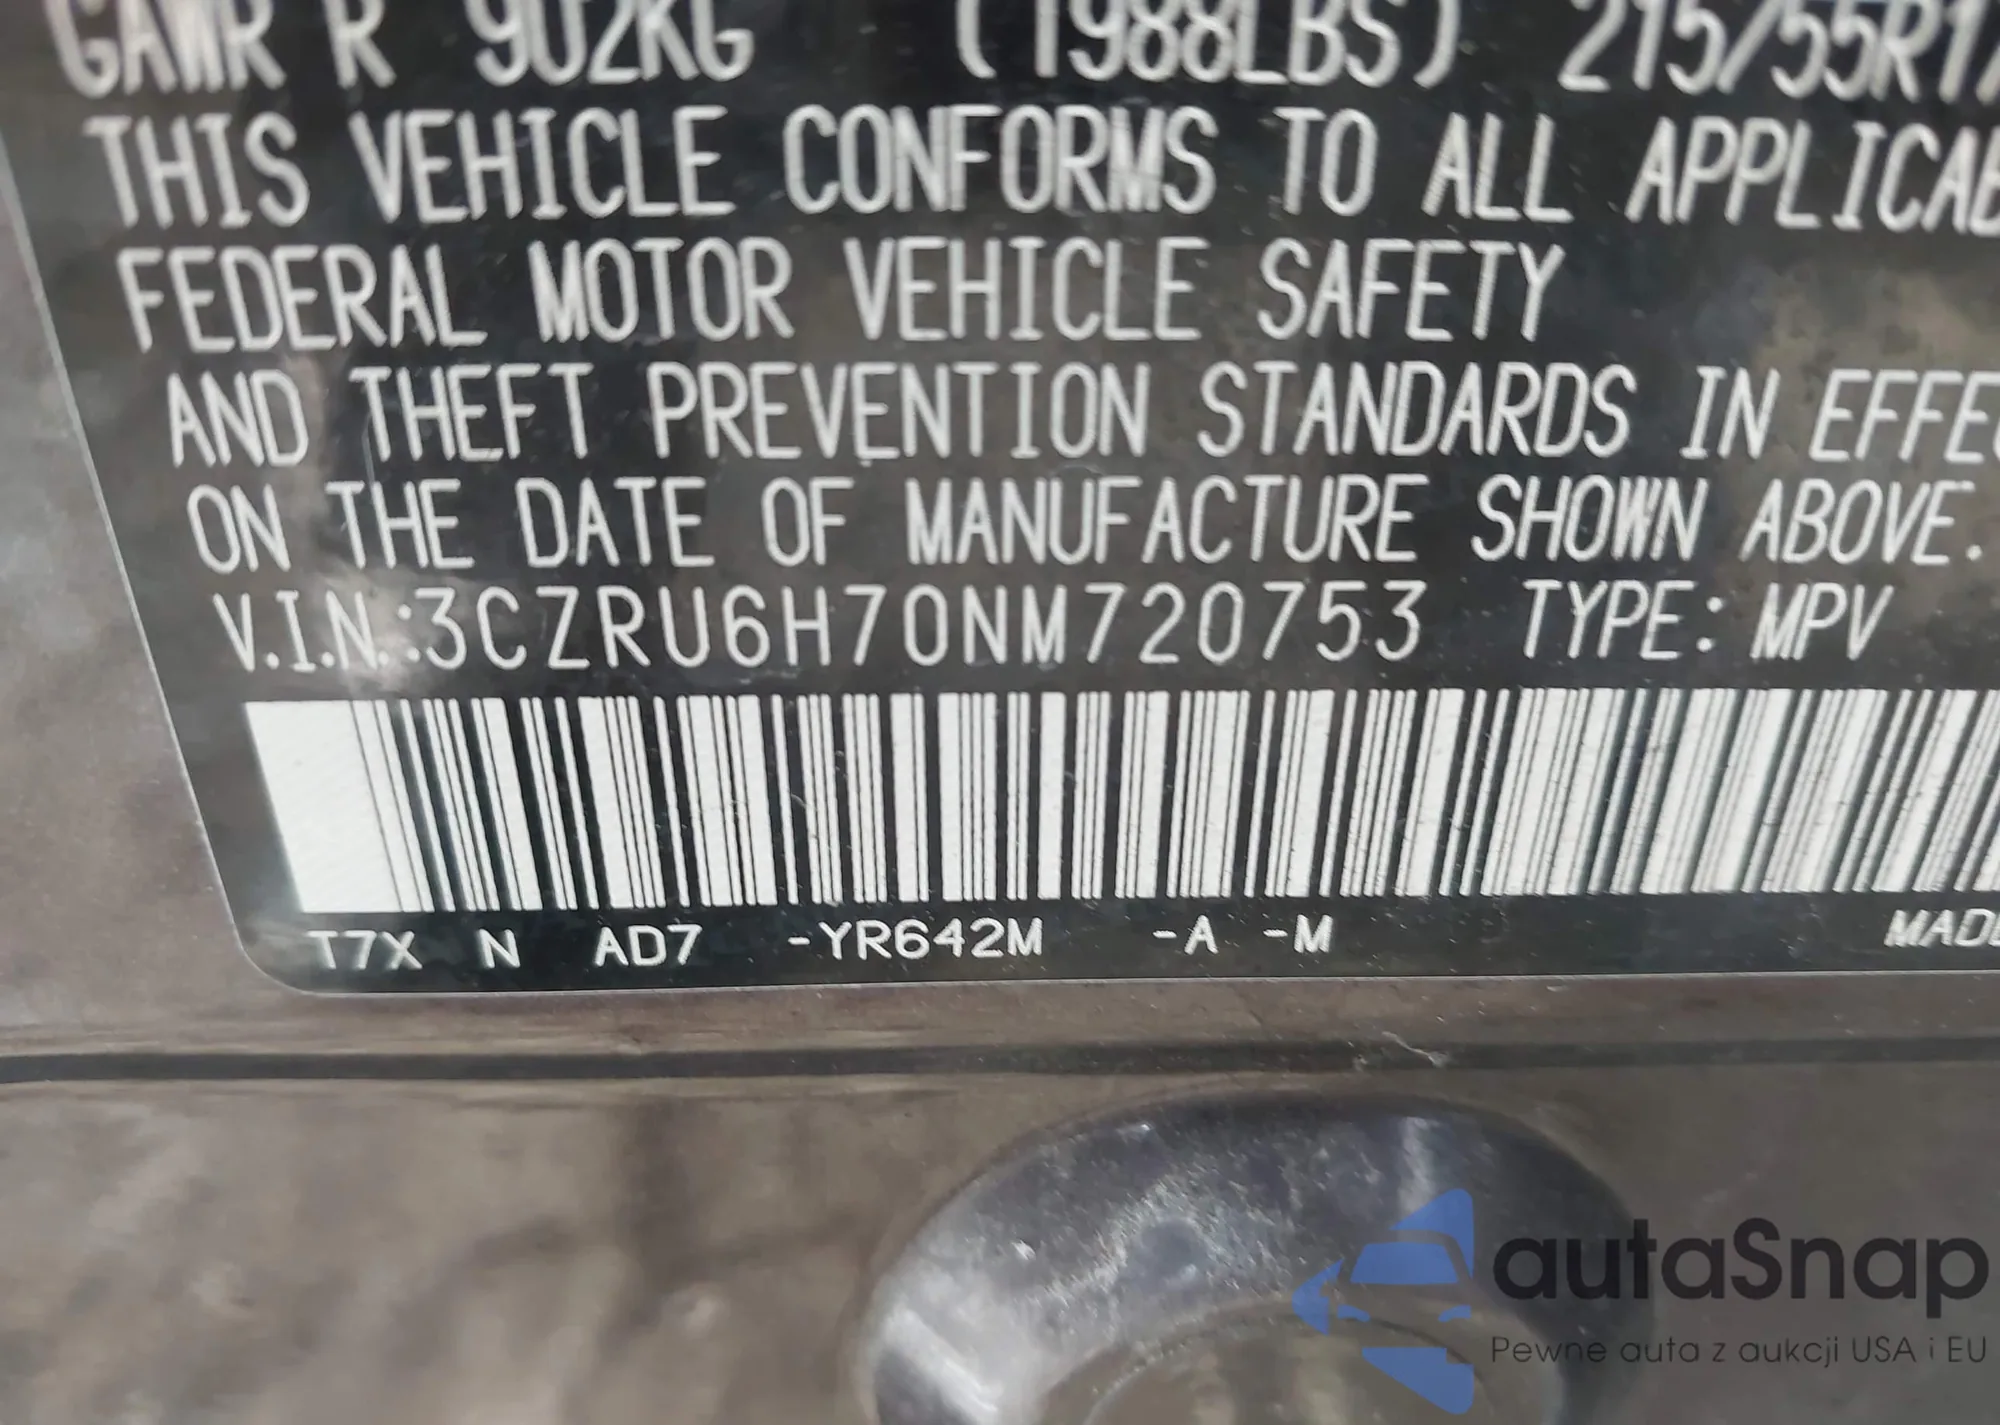 GAWR R 902KG (1988LBS) 215/55R17
THIS VEHICLE CONFORMS TO ALL APPLICAB
FEDERAL MOTOR VEHICLE SAFETY
AND THEFT PREVENTION STANDARDS IN EFFEC
ON THE DATE OF MANUFACTURE SHOWN ABOVE.
V.I.N.:3CZRU6H70NM720753 TYPE: MPV
T7X N AD7 -YR642M -A -M MADE
autaSnap
Pewne auta z aukcji USA i EU